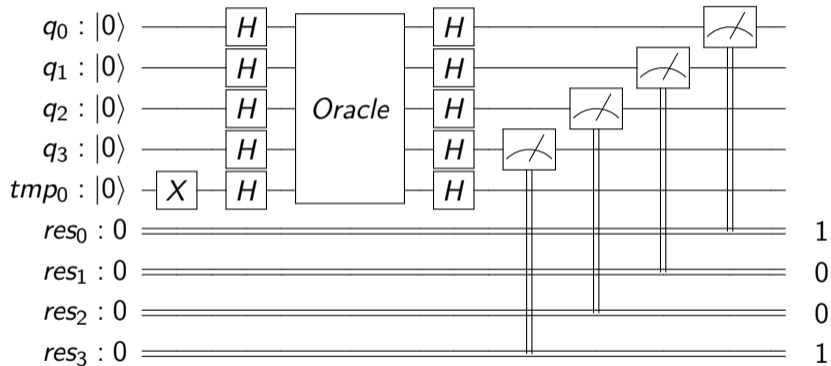 q₀ : |0⟩ H H
q₁ : |0⟩ H H
q₂ : |0⟩ H Oracle H
q₃ : |0⟩ H H
tmp₀ : |0⟩ X H H
res₀ : 0 1
res₁ : 0 0
res₂ : 0 0
res₃ : 0 1